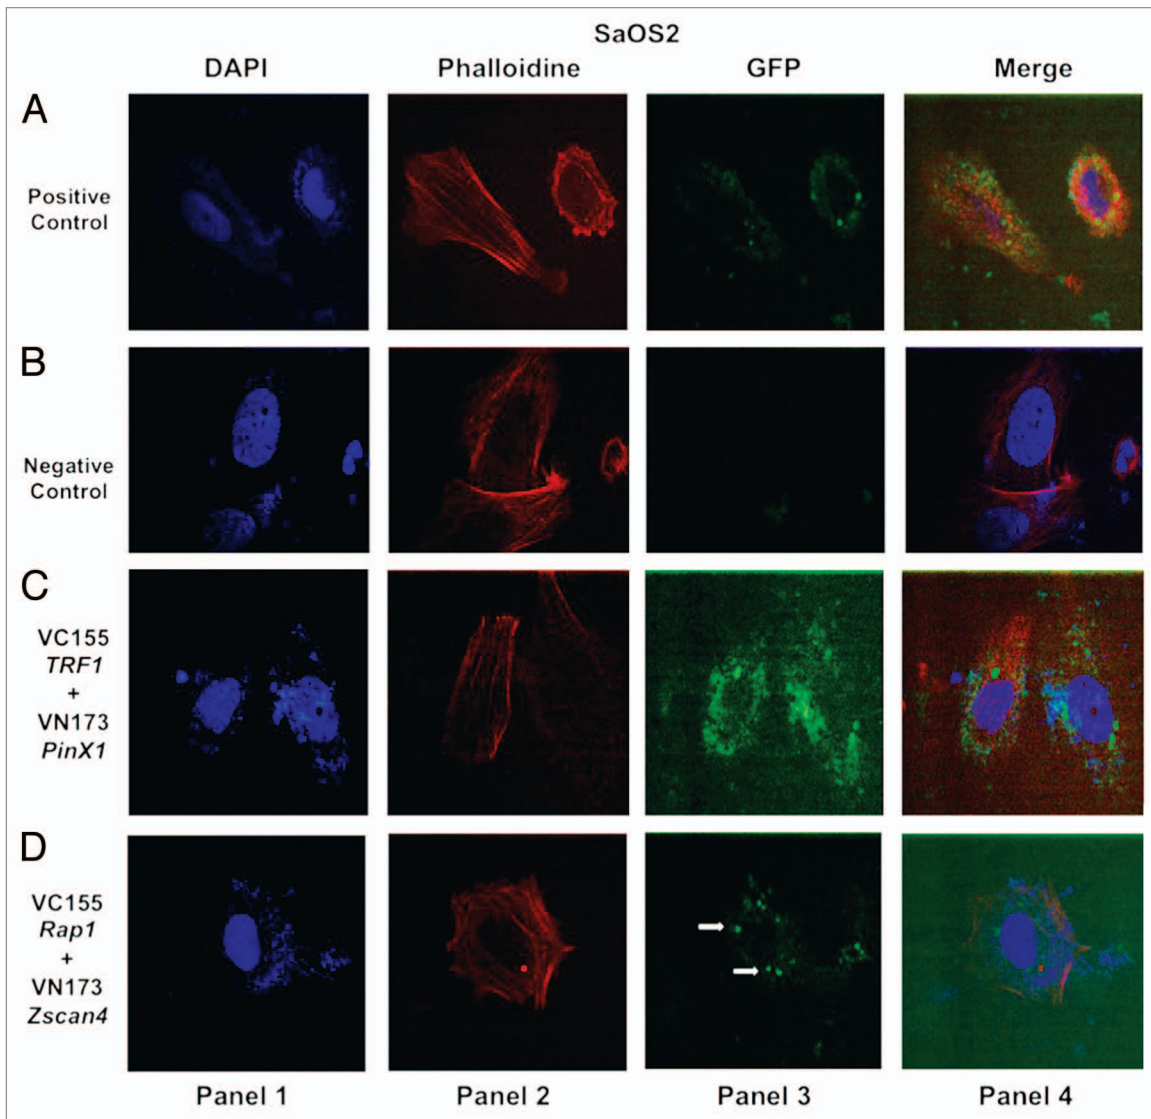 SaOS2
DAPI Phalloidine GFP Merge
A
Positive
Control
B
Negative
Control
C
VC155
TRF1
+
VN173
PinX1
D
VC155
Rap1
+
VN173
Zscan4
Panel 1 Panel 2 Panel 3 Panel 4